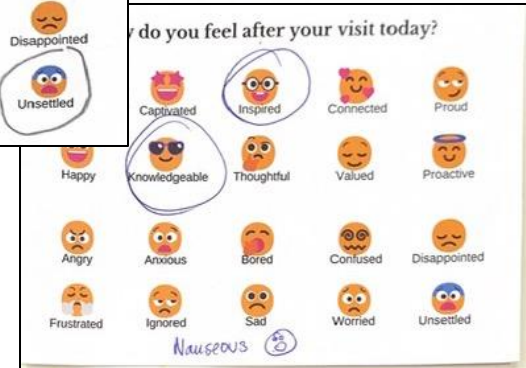 Disappointed
Unsettled
do you feel after your visit today?
Captivated Inspired Connected Proud
Happy Knowledgeable Thoughtful Valued Proactive
Angry Anxious Bored Confused Disappointed
Frustrated Ignored Sad Worried Unsettled
Nauseous